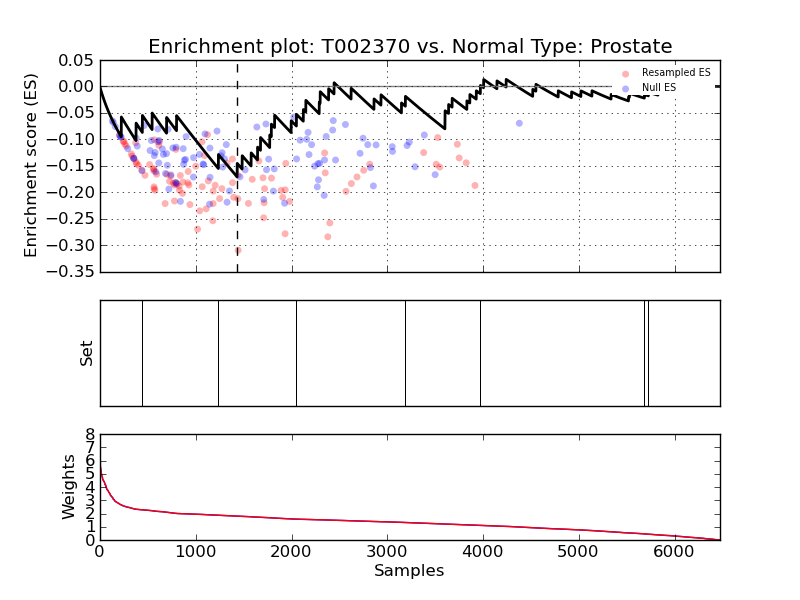 Enrichment plot: T002370 vs. Normal Type: Prostate
Enrichment score (ES)
0.05
0.00
−0.05
−0.10
−0.15
−0.20
−0.25
−0.30
−0.35
Resampled ES
Null ES
Set
Weights
8
7
6
5
4
3
2
1
0
0 1000 2000 3000 4000 5000 6000
Samples